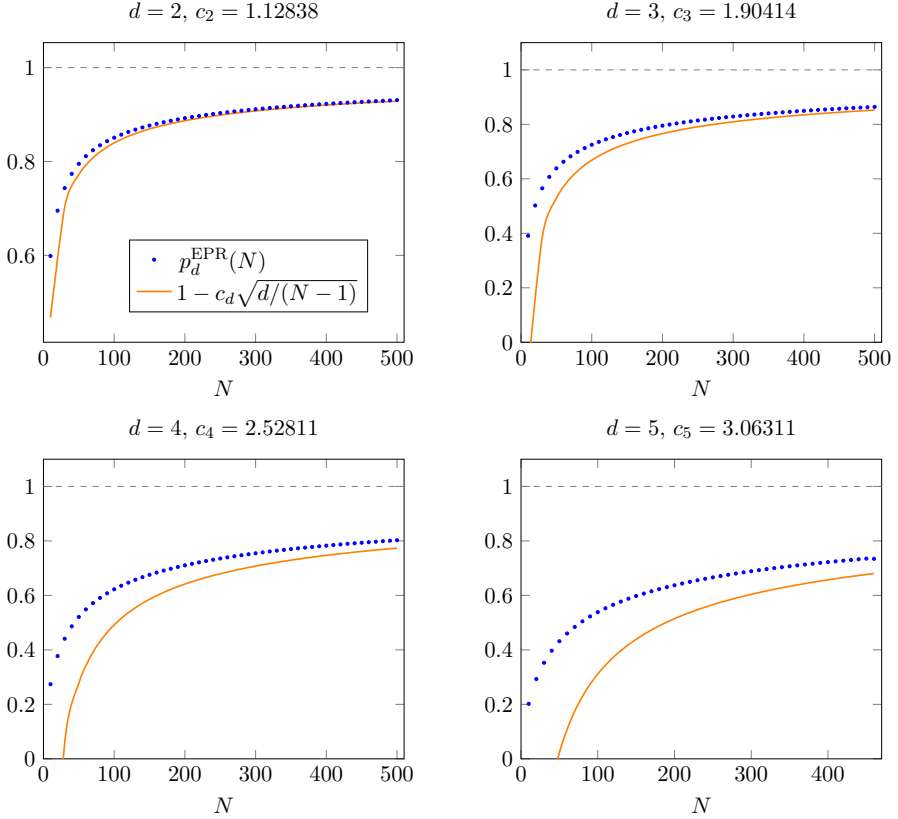 d = 2, c₂ = 1.12838
1
0.8
0.6
p_d^EPR(N)
1 − c_d√(d/(N − 1))
0 100 200 300 400 500
N
d = 3, c₃ = 1.90414
1
0.8
0.6
0.4
0.2
0
0 100 200 300 400 500
N
d = 4, c₄ = 2.52811
1
0.8
0.6
0.4
0.2
0
0 100 200 300 400 500
N
d = 5, c₅ = 3.06311
1
0.8
0.6
0.4
0.2
0
0 100 200 300 400
N